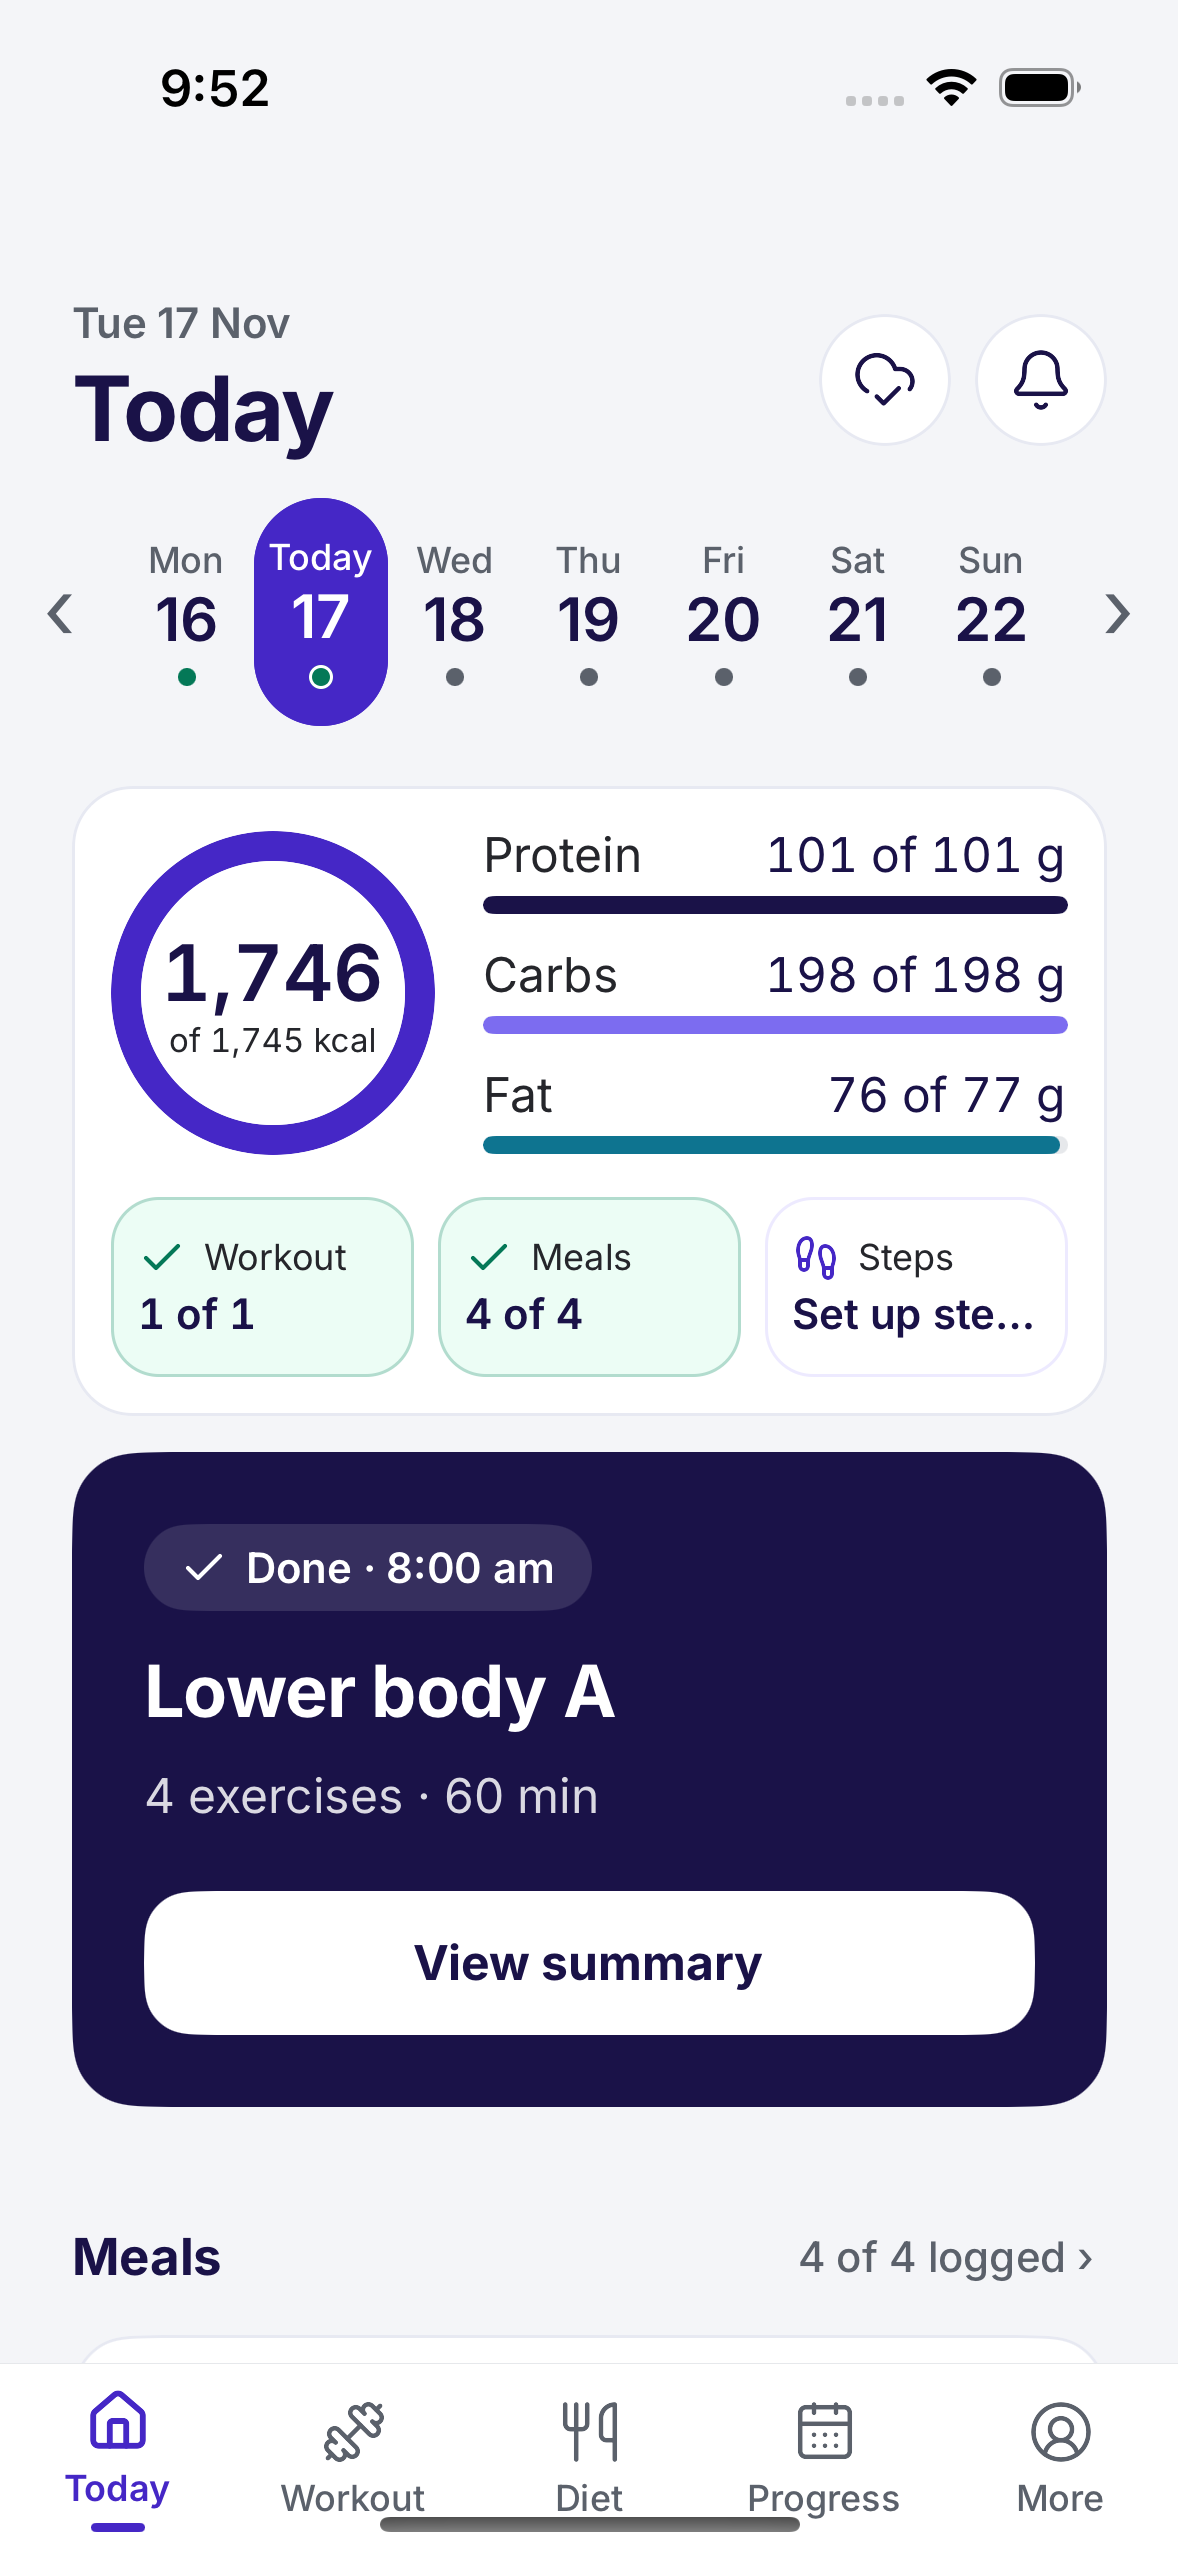 9:52
Tue 17 Nov
Today
Mon Today Wed Thu Fri Sat Sun
‹ 16 17 18 19 20 21 22 ›
1,746
of 1,745 kcal
Protein 101 of 101 g
Carbs 198 of 198 g
Fat 76 of 77 g
Workout
1 of 1
Meals
4 of 4
Steps
Set up ste...
Done · 8:00 am
Lower body A
4 exercises · 60 min
View summary
Meals 4 of 4 logged ›
Today Workout Diet Progress More